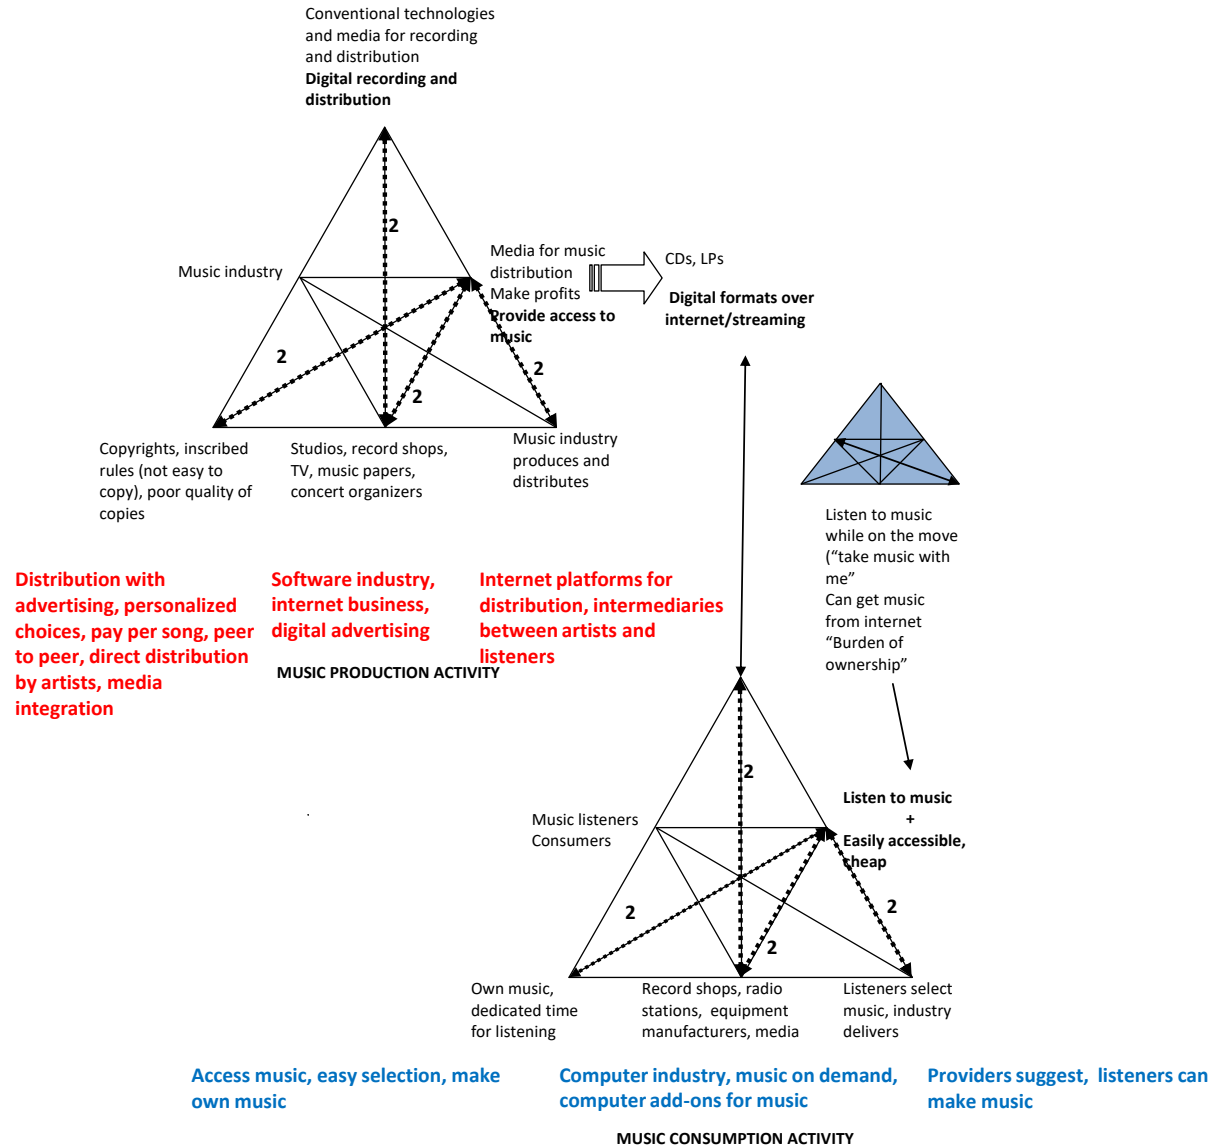 Conventional technologies
and media for recording
and distribution
Digital recording and
distribution
2
Music industry
Media for music
distribution
Make profits
Provide access to
music
CDs, LPs
Digital formats over
internet/streaming
2
2
2
Copyrights, inscribed
rules (not easy to
copy), poor quality of
copies
Studios, record shops,
TV, music papers,
concert organizers
Music industry
produces and
distributes
Listen to music
while on the move
(“take music with
me”
Can get music
from internet
“Burden of
ownership”
Distribution with
advertising, personalized
choices, pay per song, peer
to peer, direct distribution
by artists, media
integration
Software industry,
internet business,
digital advertising
Internet platforms for
distribution, intermediaries
between artists and
listeners
MUSIC PRODUCTION ACTIVITY
2
Music listeners
Consumers
Listen to music
+
Easily accessible,
cheap
.
2
2
2
Own music,
dedicated time
for listening
Record shops, radio
stations, equipment
manufacturers, media
Listeners select
music, industry
delivers
Access music, easy selection, make
own music
Computer industry, music on demand,
computer add-ons for music
Providers suggest, listeners can
make music
MUSIC CONSUMPTION ACTIVITY